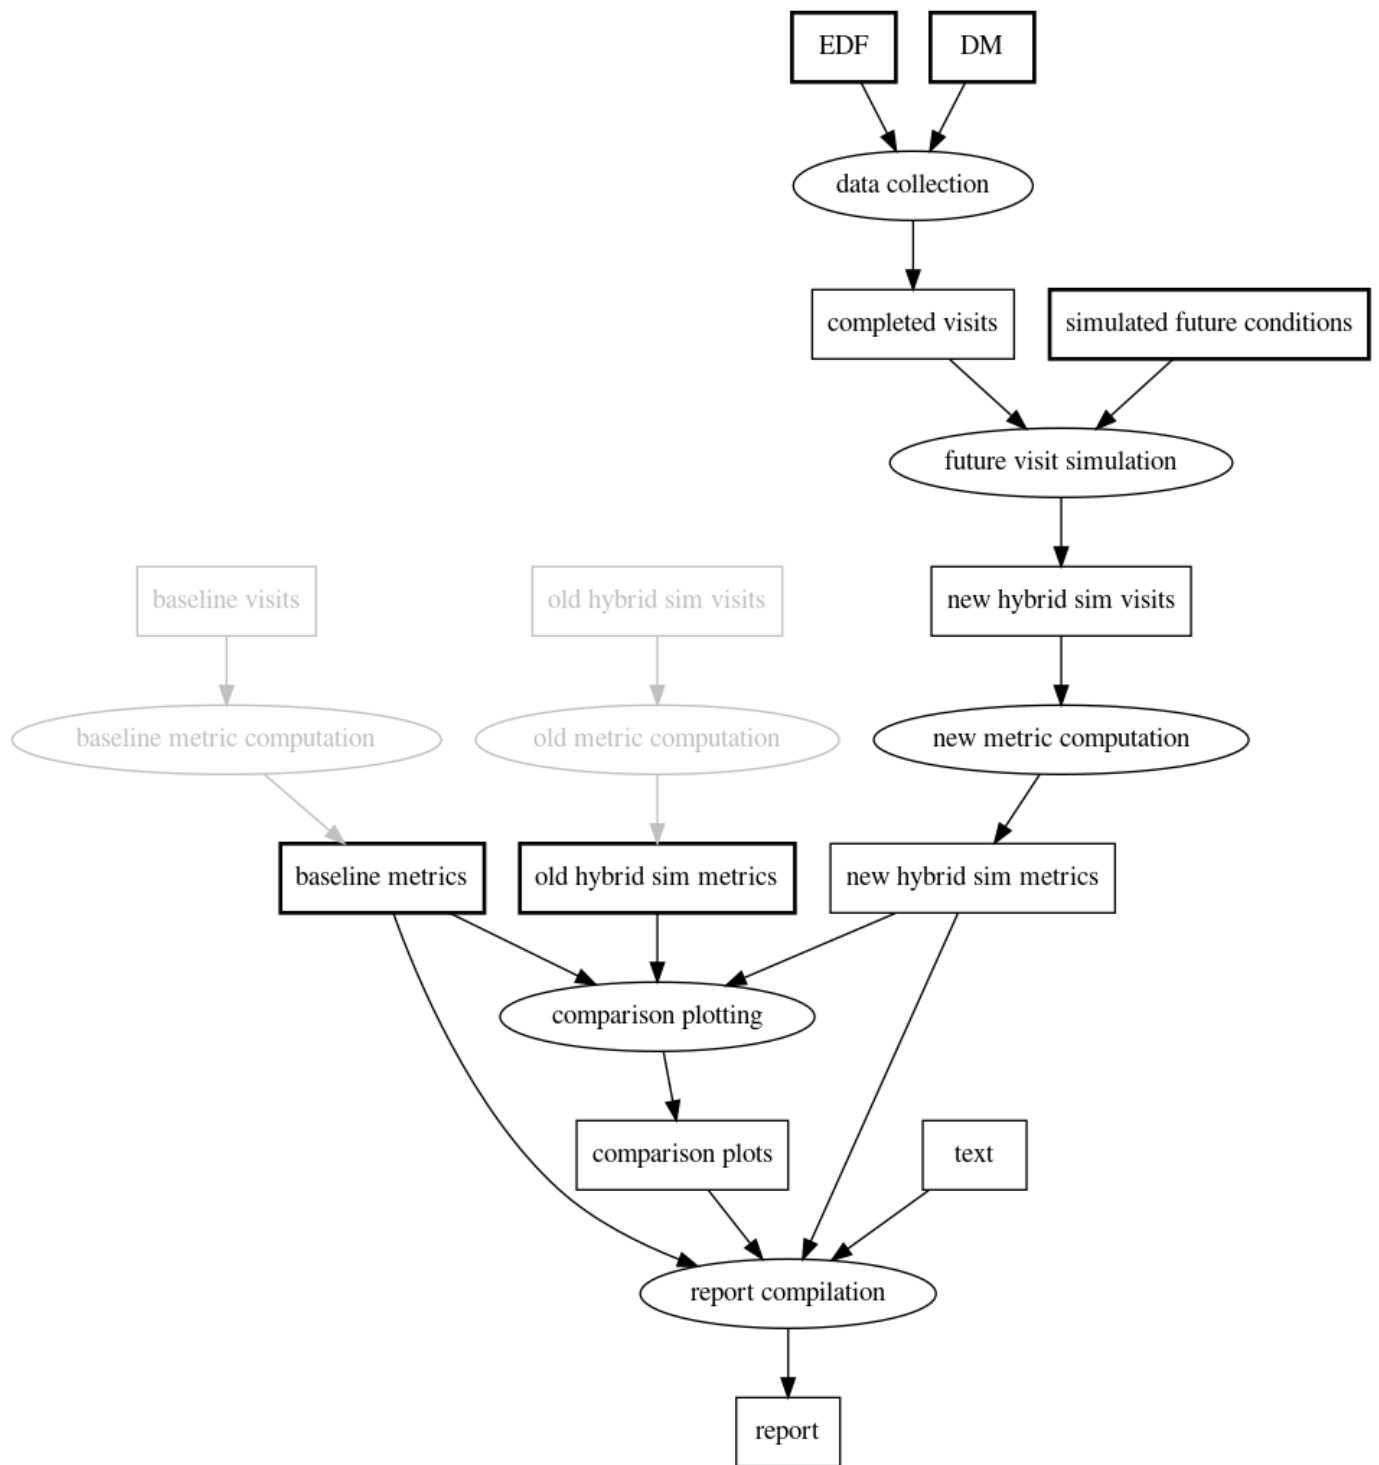 EDF
DM
data collection
completed visits
simulated future conditions
future visit simulation
baseline visits
old hybrid sim visits
new hybrid sim visits
baseline metric computation
old metric computation
new metric computation
baseline metrics
old hybrid sim metrics
new hybrid sim metrics
comparison plotting
comparison plots
text
report compilation
report